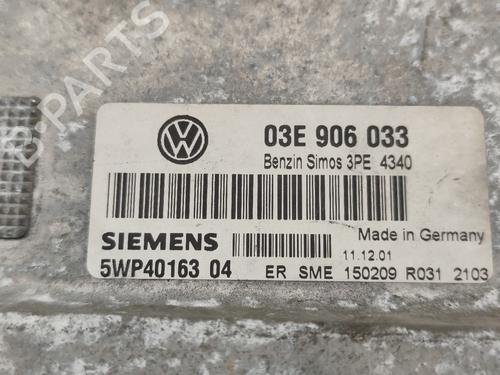 03E 906 033
Benzin Simos 3PE 4340
SIEMENS
Made in Germany
11.12.01
5WP40163 04
ER SME 150209 R031 2103
B-PARTS